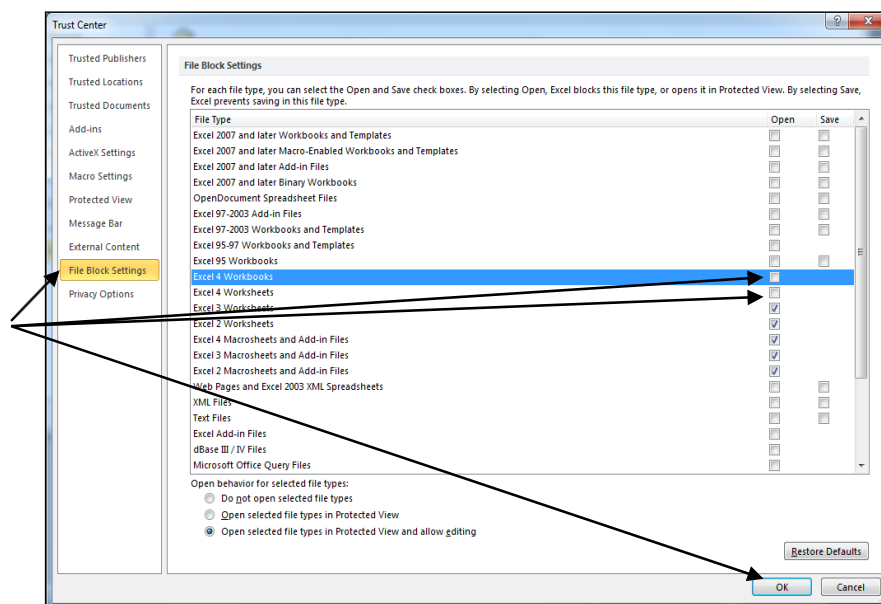 Trust Center
Trusted Publishers
Trusted Locations
Trusted Documents
Add-ins
ActiveX Settings
Macro Settings
Protected View
Message Bar
External Content
File Block Settings
Privacy Options
File Block Settings
For each file type, you can select the Open and Save check boxes. By selecting Open, Excel blocks this file type, or opens it in Protected View. By selecting Save,
Excel prevents saving in this file type.
File Type Open Save
Excel 2007 and later Workbooks and Templates
Excel 2007 and later Macro-Enabled Workbooks and Templates
Excel 2007 and later Add-in Files
Excel 2007 and later Binary Workbooks
OpenDocument Spreadsheet Files
Excel 97-2003 Add-in Files
Excel 97-2003 Workbooks and Templates
Excel 95-97 Workbooks and Templates
Excel 95 Workbooks
Excel 4 Workbooks
Excel 4 Worksheets
Excel 3 Worksheets
Excel 2 Worksheets
Excel 4 Macrosheets and Add-in Files
Excel 3 Macrosheets and Add-in Files
Excel 2 Macrosheets and Add-in Files
Web Pages and Excel 2003 XML Spreadsheets
XML Files
Text Files
Excel Add-in Files
dBase III / IV Files
Microsoft Office Query Files
Open behavior for selected file types:
Do not open selected file types
Open selected file types in Protected View
Open selected file types in Protected View and allow editing
Restore Defaults
OK Cancel